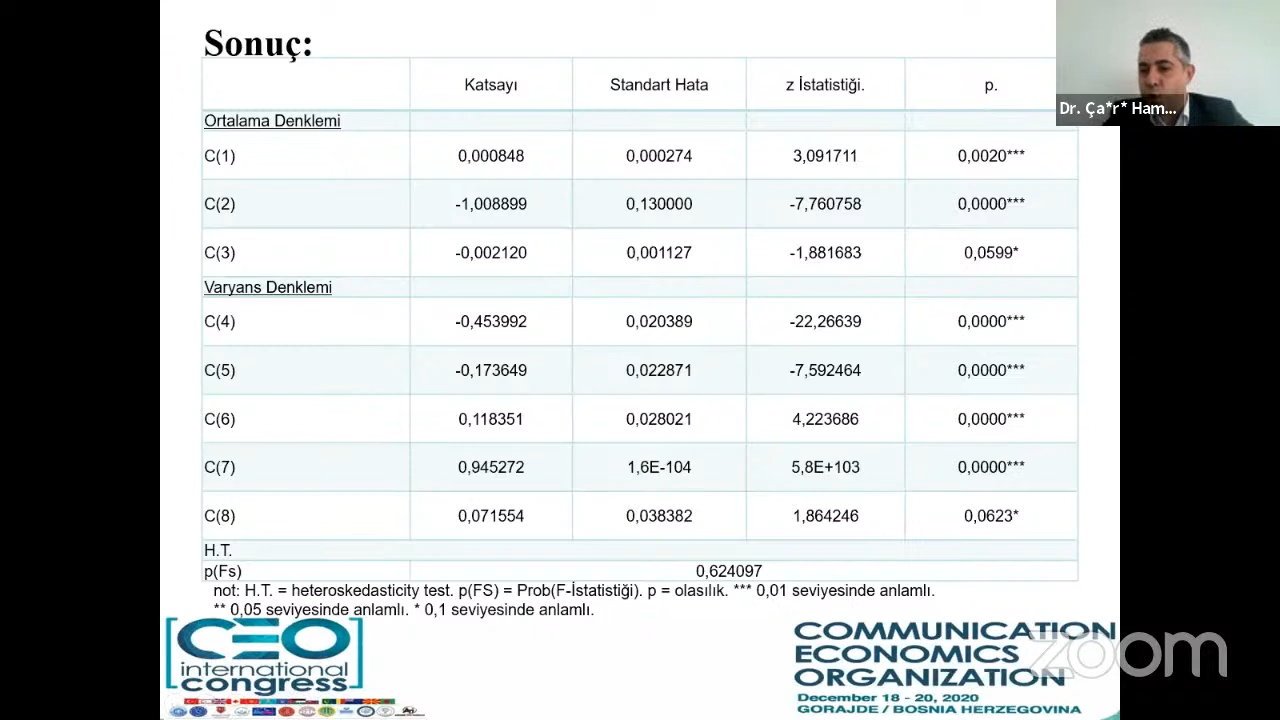 Sonuç:
Katsayı Standart Hata z İstatistiği. p.
Ortalama Denklemi
C(1) 0,000848 0,000274 3,091711 0,0020***
C(2) -1,008899 0,130000 -7,760758 0,0000***
C(3) -0,002120 0,001127 -1,881683 0,0599*
Varyans Denklemi
C(4) -0,453992 0,020389 -22,26639 0,0000***
C(5) -0,173649 0,022871 -7,592464 0,0000***
C(6) 0,118351 0,028021 4,223686 0,0000***
C(7) 0,945272 1,6E-104 5,8E+103 0,0000***
C(8) 0,071554 0,038382 1,864246 0,0623*
H.T.
p(Fs) 0,624097
not: H.T. = heteroskedasticity test. p(FS) = Prob(F-İstatistiği). p = olasılık. *** 0,01 seviyesinde anlamlı.
** 0,05 seviyesinde anlamlı. * 0,1 seviyesinde anlamlı.
Dr. Ça*r* Ham...
CEO
international
congress
COMMUNICATION
ECONOMICS
ORGANIZATION
December 18 - 20, 2020
GORAJDE / BOSNIA HERZEGOVINA
zoom